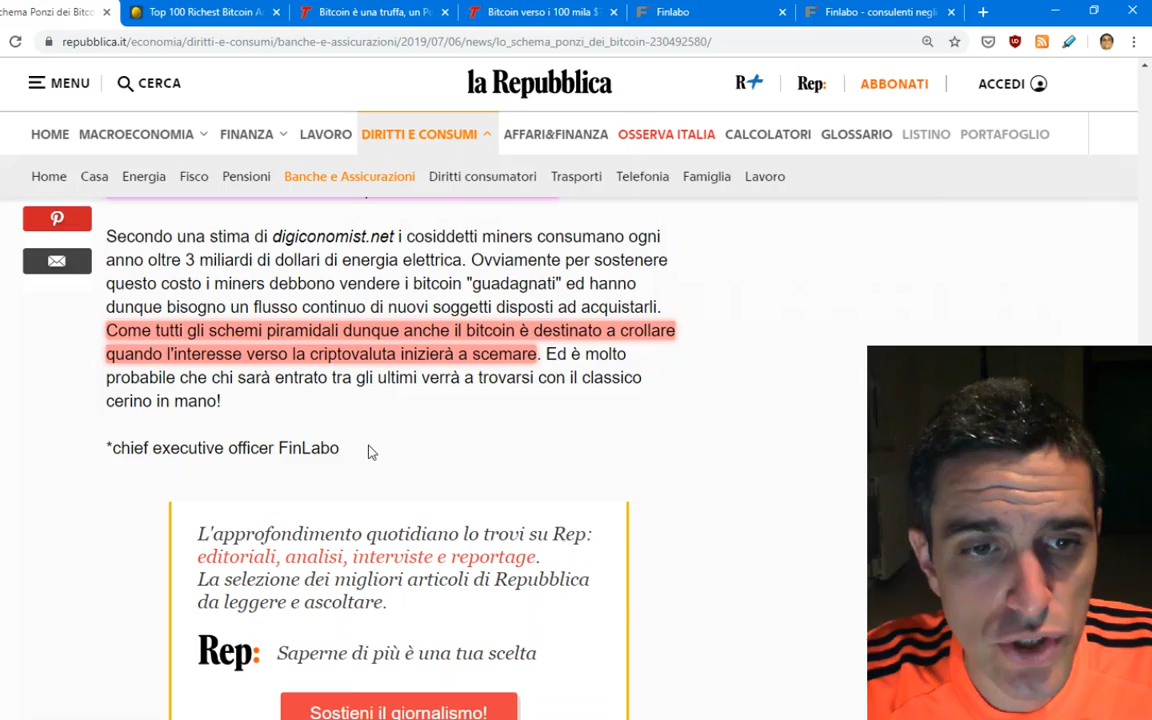 schema Ponzi dei Bitco
Top 100 Richest Bitcoin A
Bitcoin è una truffa, un Po
Bitcoin verso i 100 mila $
Finlabo
Finlabo - consulenti negli
repubblica.it/economia/diritti-e-consumi/banche-e-assicurazioni/2019/07/06/news/lo_schema_ponzi_dei_bitcoin-230492580/
MENU
CERCA
la Repubblica
R+
Rep:
ABBONATI
ACCEDI
HOME MACROECONOMIA FINANZA LAVORO DIRITTI E CONSUMI AFFARI&FINANZA OSSERVA ITALIA CALCOLATORI GLOSSARIO LISTINO PORTAFOGLIO
Home Casa Energia Fisco Pensioni Banche e Assicurazioni Diritti consumatori Trasporti Telefonia Famiglia Lavoro
Secondo una stima di digiconomist.net i cosiddetti miners consumano ogni
anno oltre 3 miliardi di dollari di energia elettrica. Ovviamente per sostenere
questo costo i miners debbono vendere i bitcoin "guadagnati" ed hanno
dunque bisogno un flusso continuo di nuovi soggetti disposti ad acquistarli.
Come tutti gli schemi piramidali dunque anche il bitcoin è destinato a crollare
quando l'interesse verso la criptovaluta inizierà a scemare. Ed è molto
probabile che chi sarà entrato tra gli ultimi verrà a trovarsi con il classico
cerino in mano!
*chief executive officer FinLabo
L'approfondimento quotidiano lo trovi su Rep:
editoriali, analisi, interviste e reportage.
La selezione dei migliori articoli di Repubblica
da leggere e ascoltare.
Rep: Saperne di più è una tua scelta
Sostieni il giornalismo!